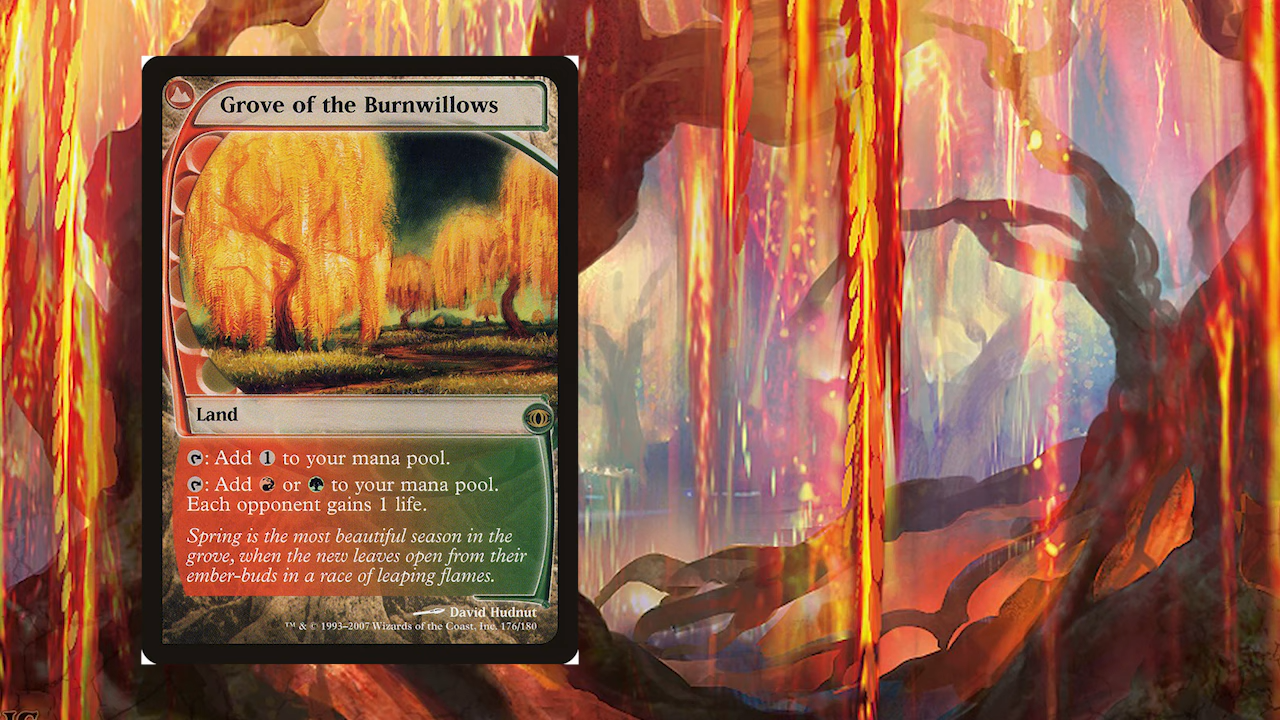 Grove of the Burnwillows
Land
: Add 1 to your mana pool.
: Add or to your mana pool.
Each opponent gains 1 life.
Spring is the most beautiful season in the
grove, when the new leaves open from their
ember-buds in a race of leaping flames.
David Hudnut
™ & © 1993–2007 Wizards of the Coast, Inc. 176/180